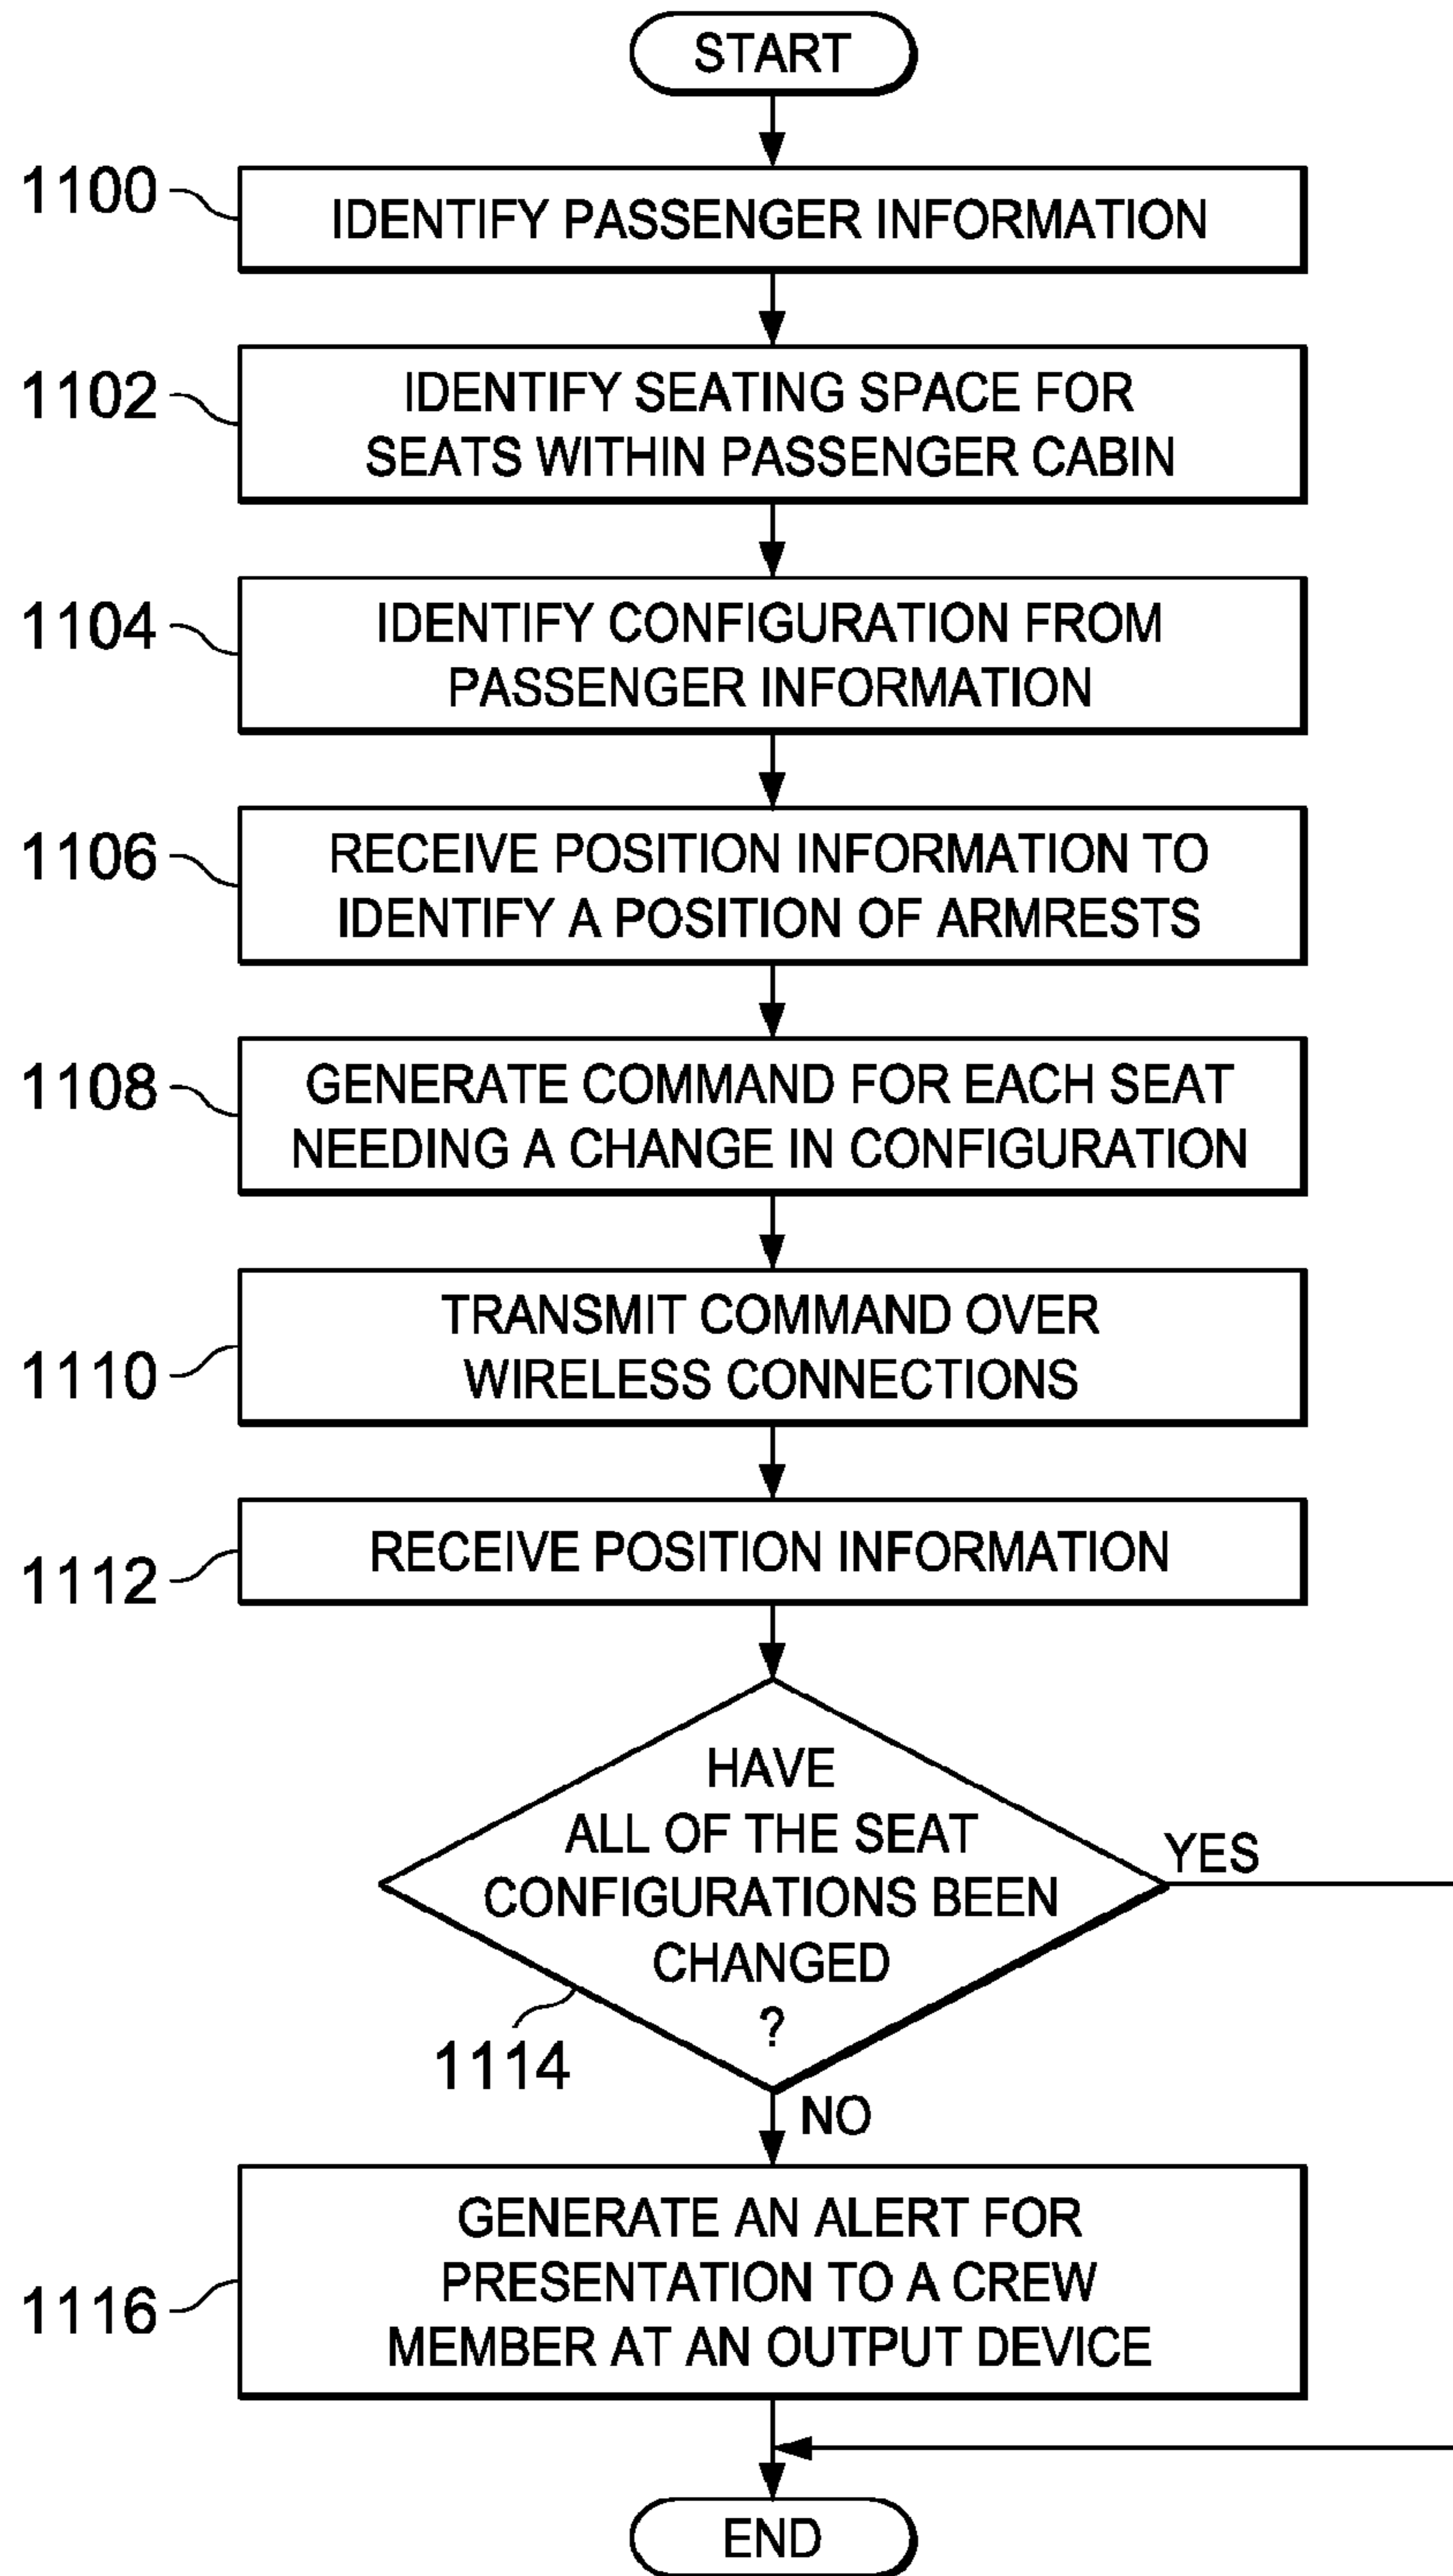 START
1100
IDENTIFY PASSENGER INFORMATION
1102
IDENTIFY SEATING SPACE FOR
SEATS WITHIN PASSENGER CABIN
1104
IDENTIFY CONFIGURATION FROM
PASSENGER INFORMATION
1106
RECEIVE POSITION INFORMATION TO
IDENTIFY A POSITION OF ARMRESTS
1108
GENERATE COMMAND FOR EACH SEAT
NEEDING A CHANGE IN CONFIGURATION
1110
TRANSMIT COMMAND OVER
WIRELESS CONNECTIONS
1112
RECEIVE POSITION INFORMATION
HAVE
ALL OF THE SEAT
CONFIGURATIONS BEEN
CHANGED
?
YES
1114
NO
1116
GENERATE AN ALERT FOR
PRESENTATION TO A CREW
MEMBER AT AN OUTPUT DEVICE
END